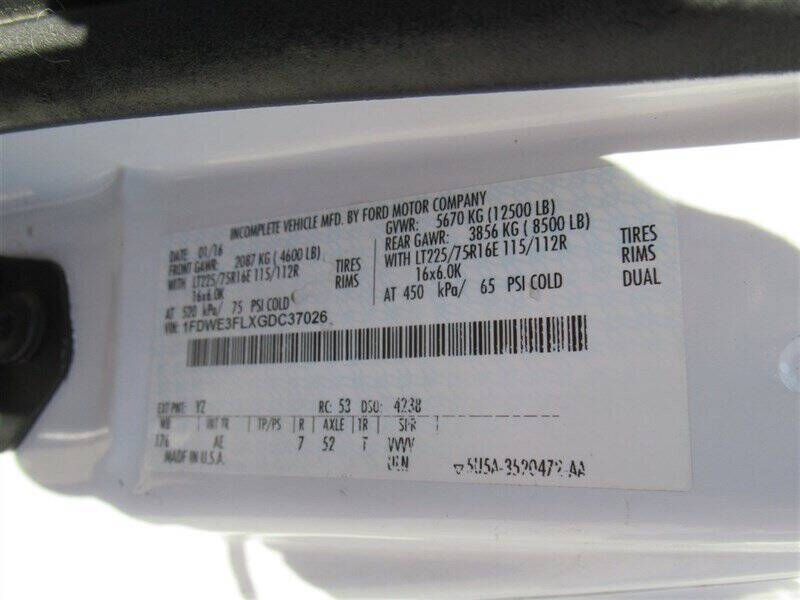 INCOMPLETE VEHICLE MFD. BY FORD MOTOR COMPANY
DATE 01/16 GVWR: 5670 KG (12500 LB)
FRONT GAWR: 2087 KG (4600 LB) REAR GAWR: 3856 KG ( 8500 LB)
WITH LT225/75R16E 115/112R TIRES WITH LT225/75R16E 115/112R TIRES
16x6.0K RIMS 16x6.0K RIMS
AT 520 kPa/ 75 PSI COLD AT 450 kPa/ 65 PSI COLD DUAL
VIN: 1FDWE3FLXGDC37026
EXT PNT: YZ RC: 53 DSO: 4238
WB INT TR TP/PS R AXLE TR SPR
176 AE 7 52 T VVVV
MADE IN U.S.A.